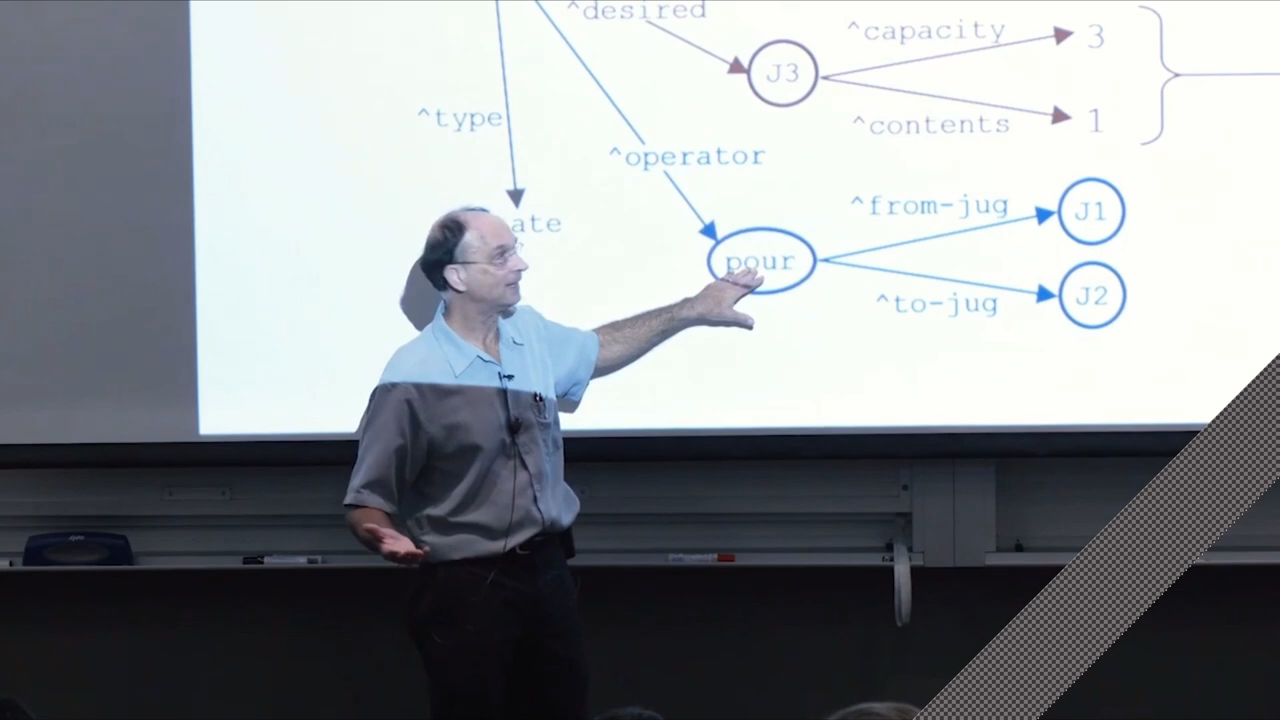 ^desired
^capacity
3
J3
^type
^contents
1
^operator
^from-jug
J1
ate
pour
^to-jug
J2